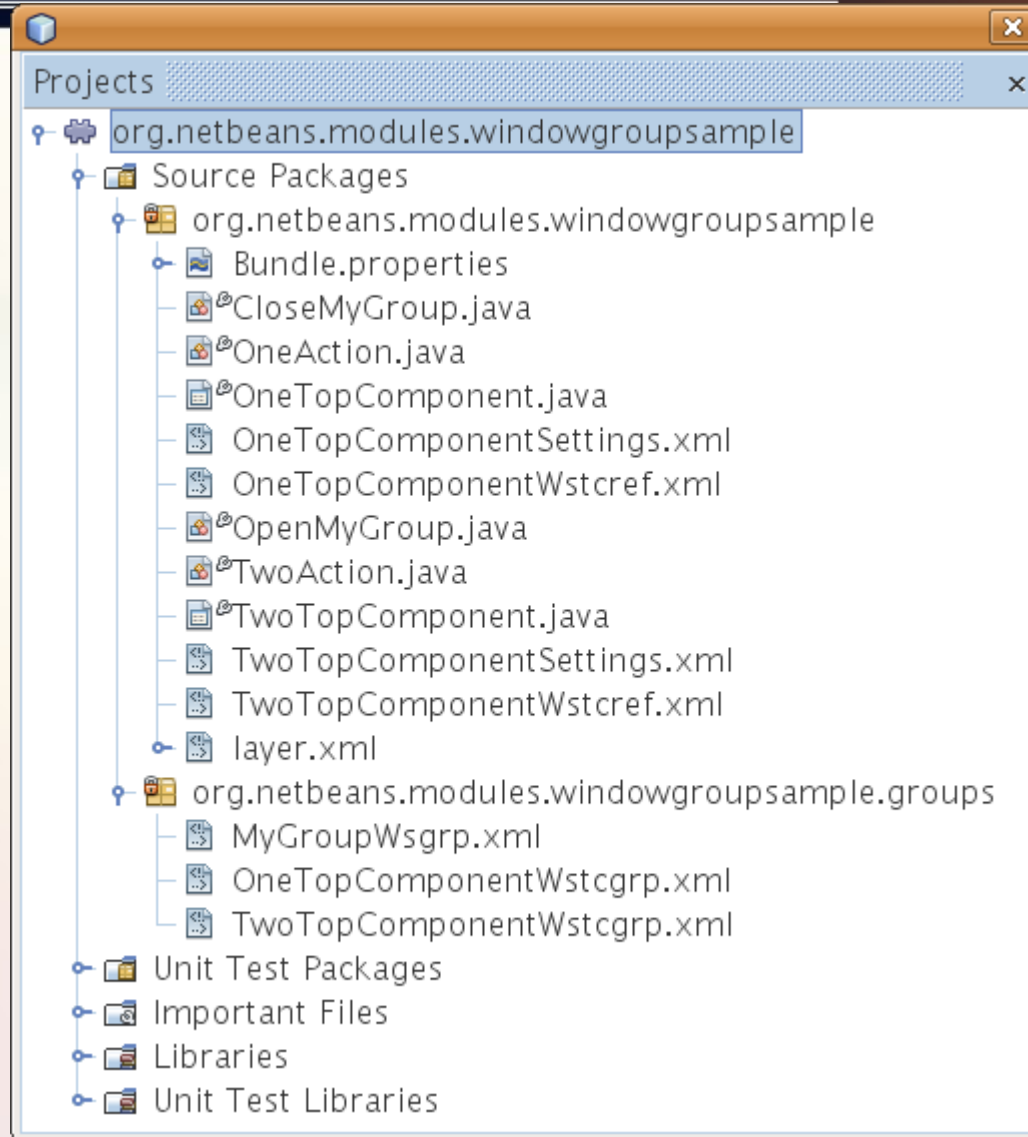 Projects
org.netbeans.modules.windowgroupsample
Source Packages
org.netbeans.modules.windowgroupsample
Bundle.properties
CloseMyGroup.java
OneAction.java
OneTopComponent.java
OneTopComponentSettings.xml
OneTopComponentWstcref.xml
OpenMyGroup.java
TwoAction.java
TwoTopComponent.java
TwoTopComponentSettings.xml
TwoTopComponentWstcref.xml
layer.xml
org.netbeans.modules.windowgroupsample.groups
MyGroupWsgrp.xml
OneTopComponentWstcgrp.xml
TwoTopComponentWstcgrp.xml
Unit Test Packages
Important Files
Libraries
Unit Test Libraries